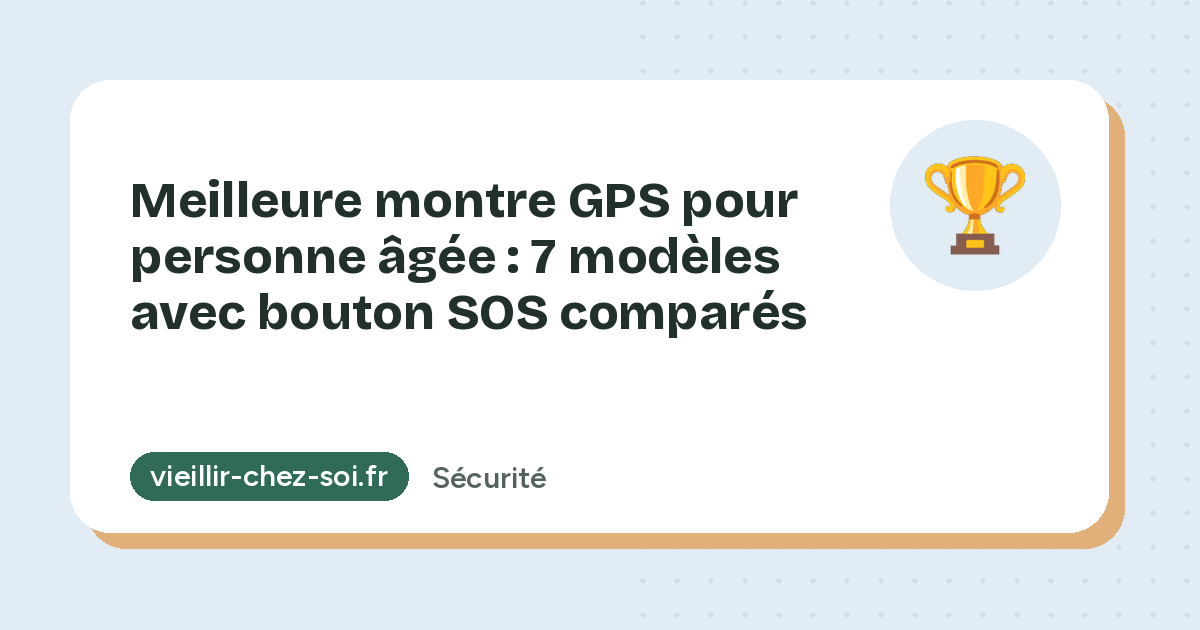 Meilleure montre GPS pour
personne âgée : 7 modèles
avec bouton SOS comparés
vieillir-chez-soi.fr
Sécurité